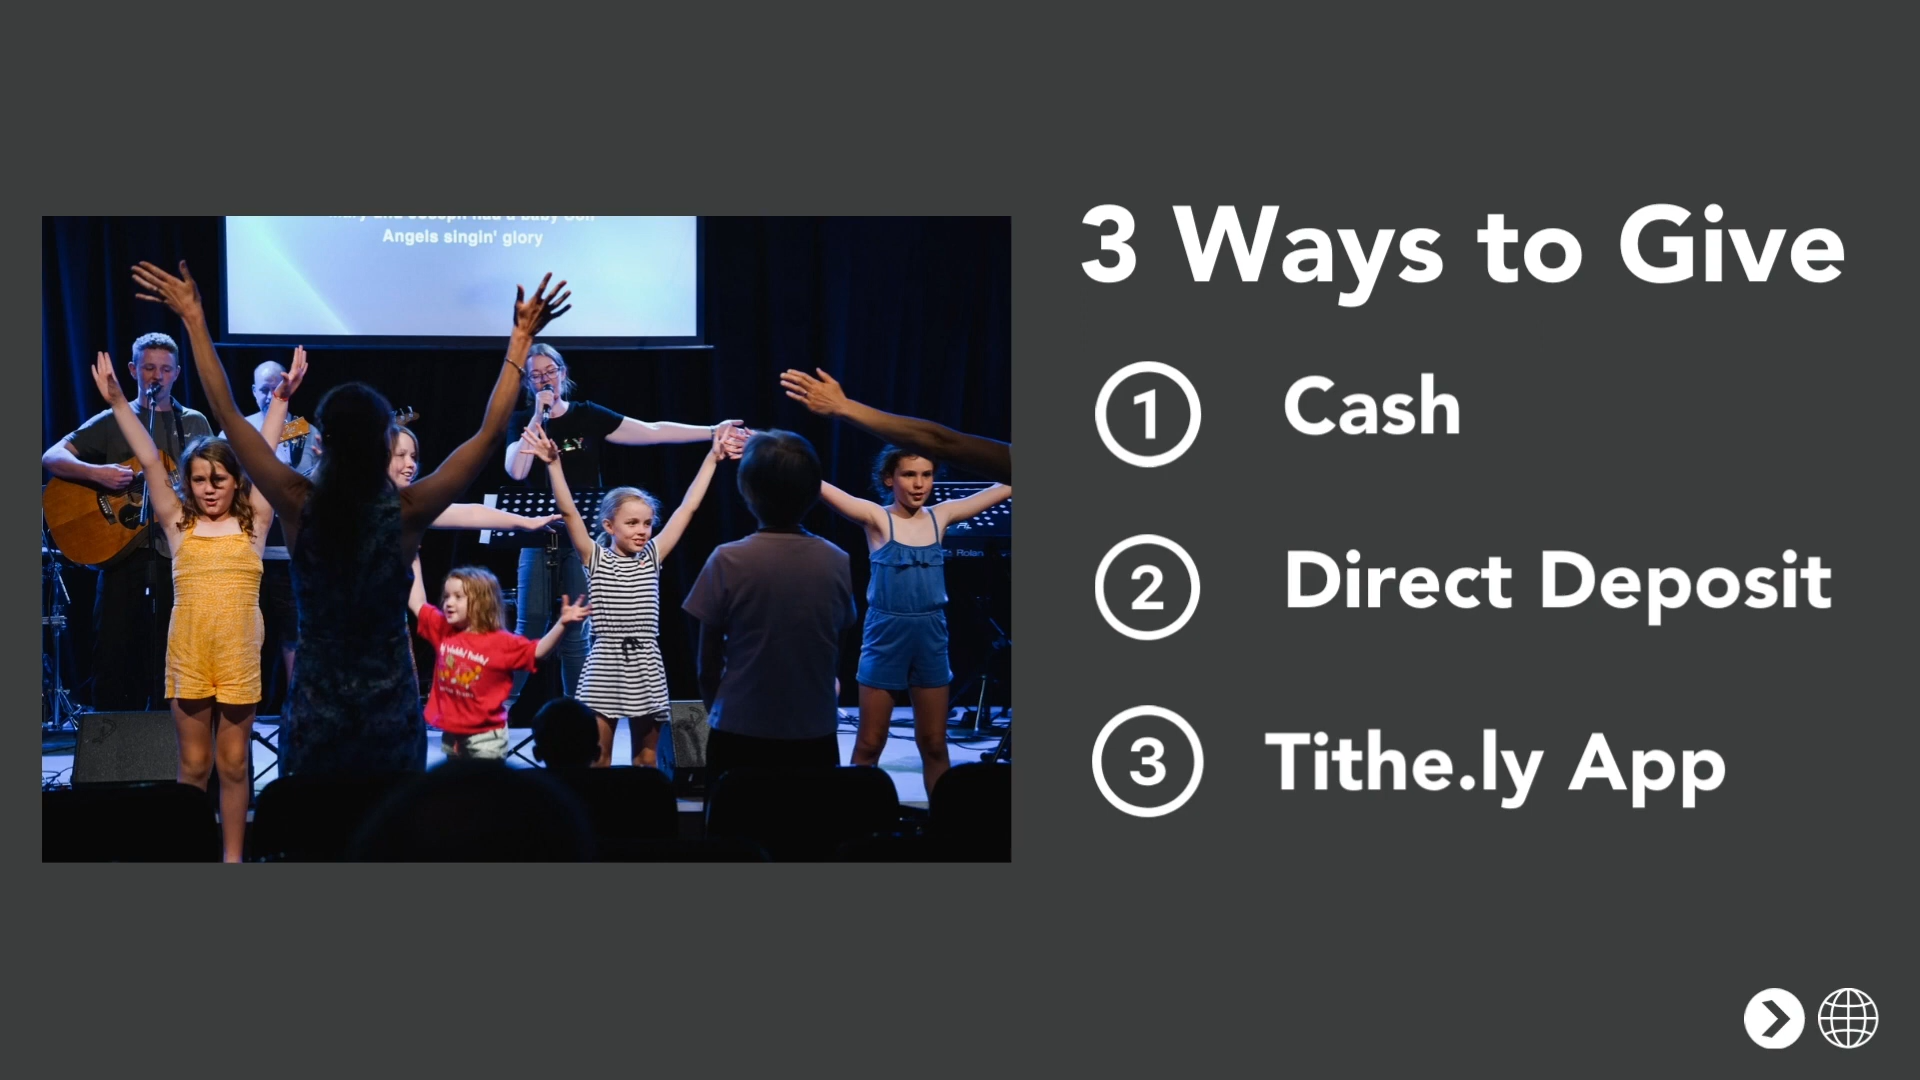 Angels singin' glory
3 Ways to Give
1 Cash
2 Direct Deposit
3 Tithe.ly App